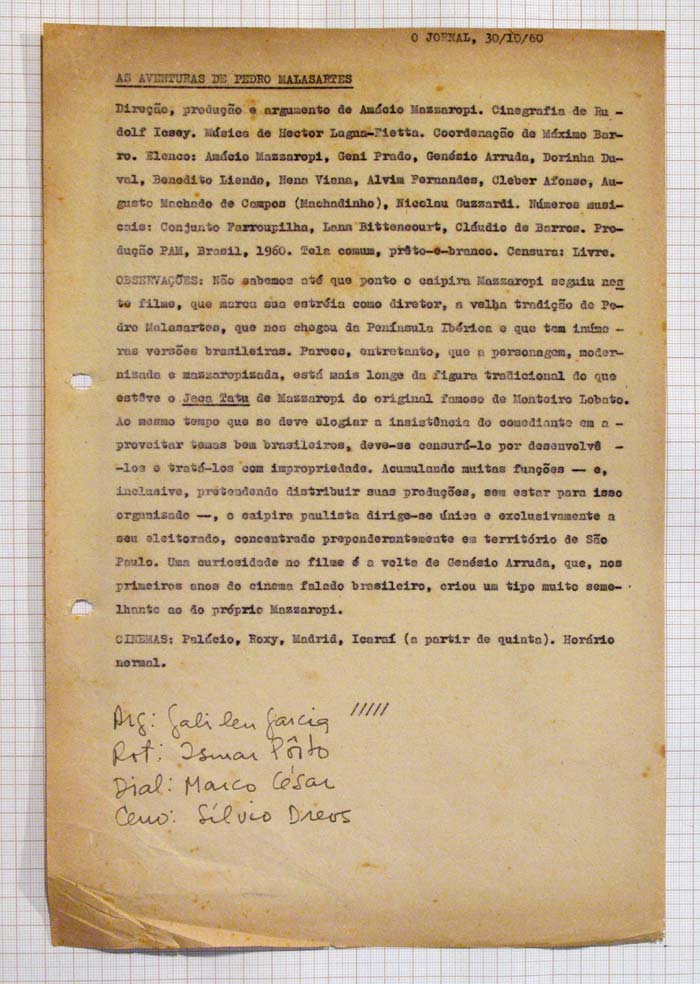 O JORNAL, 30/10/60
AS AVENTURAS DE PEDRO MALASARTES
Direção, produção e argumento de Amácio Mazzaropi. Cinegrafia de Ru -
dolf Icsey. Música de Hector Lagna-Fietta. Coordenação de Máximo Bar-
ro. Elenco: Amácio Mazzaropi, Geni Prado, Genésio Arruda, Dorinha Du-
val, Benedito Liendo, Nena Viana, Alvim Fernandes, Cleber Afonso, Au-
gusto Machado de Campos (Machadinho), Nicolau Guzzardi. Números musi-
cais: Conjunto Farroupilha, Lana Bittencourt, Cláudio de Barros. Pro-
dução PAM, Brasil, 1960. Tela comum, prêto-e-branco. Censura: Livre.
OBSERVAÇÕES: Não sabemos até que ponto o caipira Mazzaropi seguiu nes
te filme, que marca sua estréia como diretor, a velha tradição de Pe-
dro Malasartes, que nos chegou da Península Ibérica e que tem inúme -
ras versões brasileiras. Parece, entretanto, que a personagem, moder-
nizada e mazzaropizada, está mais longe da figura tradicional do que
estêve o Jeca Tatu de Mazzaropi do original famoso de Monteiro Lobato.
Ao mesmo tempo que se deve elogiar a insistência do comediante em a -
proveitar temas bem brasileiros, deve-se censurá-lo por desenvolvê -
-los e tratá-los com impropriedade. Acumulando muitas funções — e,
inclusive, pretendendo distribuir suas produções, sem estar para isso
organizado —, o caipira paulista dirige-se única e exclusivamente a
seu eleitorado, concentrado preponderantemente em território de São
Paulo. Uma curiosidade no filme é a volta de Genésio Arruda, que, nos
primeiros anos do cinema falado brasileiro, criou um tipo muito seme-
lhante ao do próprio Mazzaropi.
CINEMAS: Palácio, Roxy, Madrid, Icaraí (a partir de quinta). Horário
normal.
Arg: Galileu Garcia /////
Rot: Ismar Pôrto
Dial: Marco César
Ceno: Sílvio Dreos